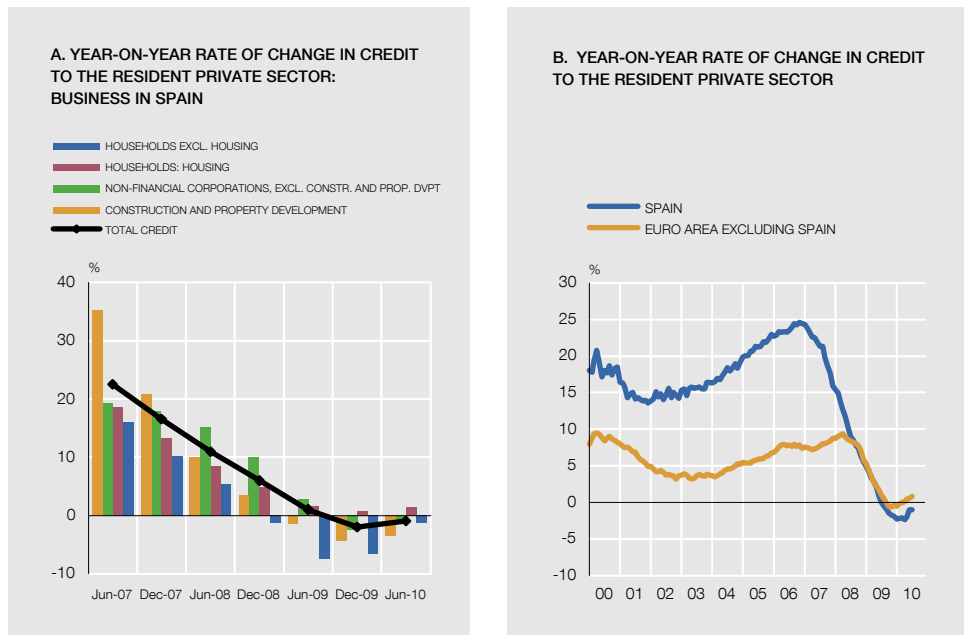 A. YEAR-ON-YEAR RATE OF CHANGE IN CREDIT
TO THE RESIDENT PRIVATE SECTOR:
BUSINESS IN SPAIN
HOUSEHOLDS EXCL. HOUSING
HOUSEHOLDS: HOUSING
NON-FINANCIAL CORPORATIONS, EXCL. CONSTR. AND PROP. DVPT
CONSTRUCTION AND PROPERTY DEVELOPMENT
TOTAL CREDIT
%
40
30
20
10
0
-10
Jun-07 Dec-07 Jun-08 Dec-08 Jun-09 Dec-09 Jun-10
B. YEAR-ON-YEAR RATE OF CHANGE IN CREDIT
TO THE RESIDENT PRIVATE SECTOR
SPAIN
EURO AREA EXCLUDING SPAIN
%
30
25
20
15
10
5
0
-5
-10
00 01 02 03 04 05 06 07 08 09 10